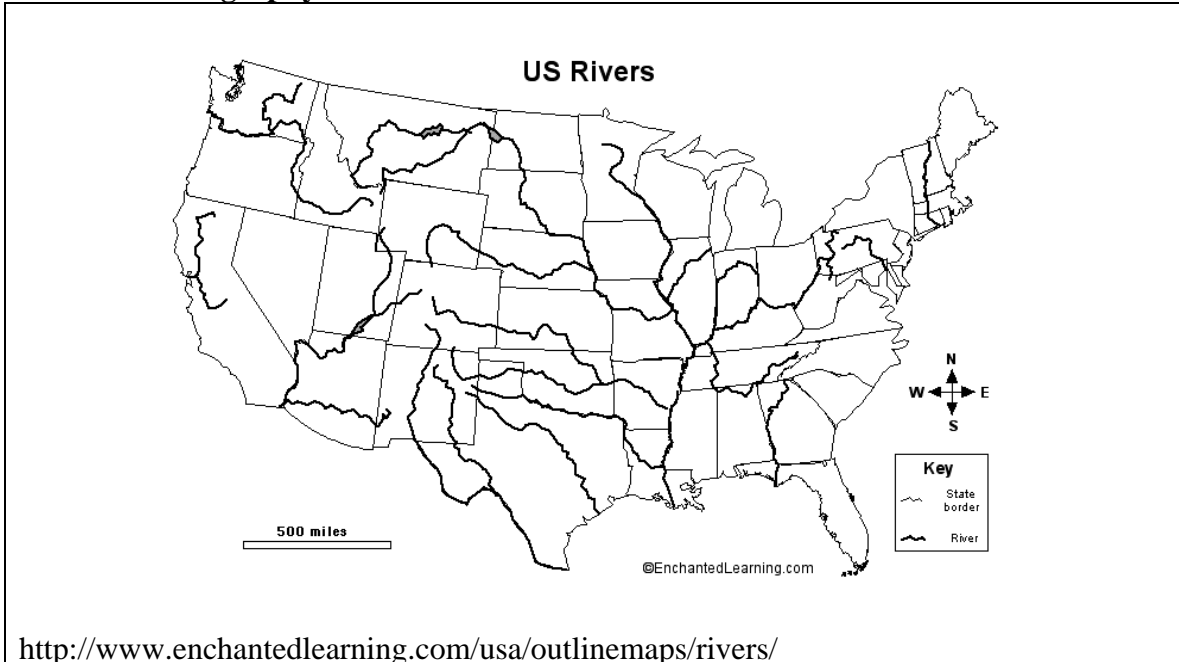 US Rivers
N
W
E
S
Key
State
border
River
500 miles
©EnchantedLearning.com
http://www.enchantedlearning.com/usa/outlinemaps/rivers/